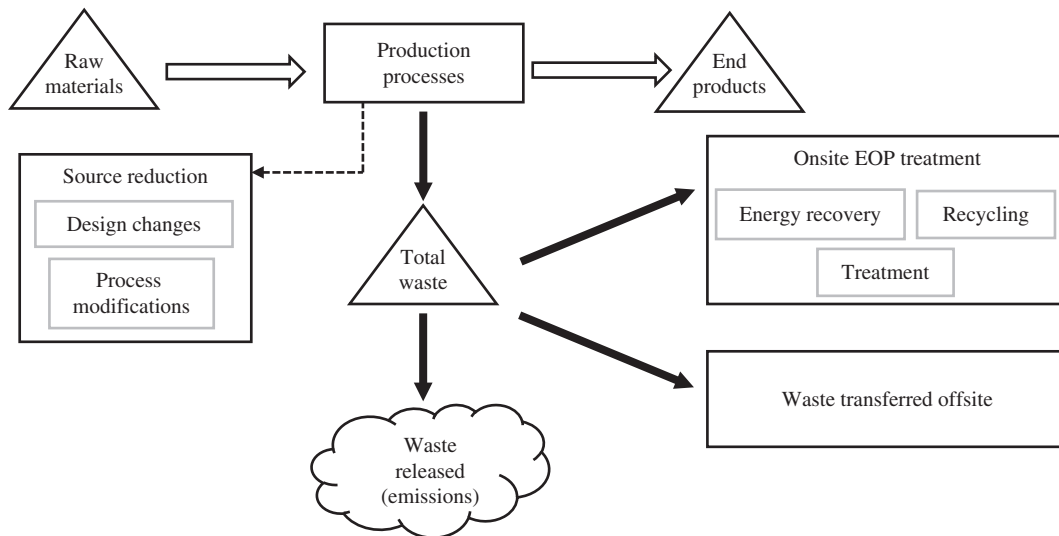 Raw
materials
Production
processes
End
products
Source reduction
Design changes
Process
modifications
Total
waste
Onsite EOP treatment
Energy recovery
Recycling
Treatment
Waste transferred offsite
Waste
released
(emissions)